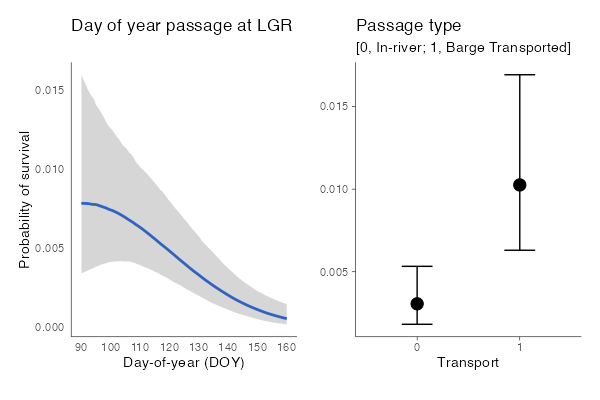 Day of year passage at LGR
Probability of survival
0.015
0.010
0.005
0.000
90 100 110 120 130 140 150 160
Day-of-year (DOY)
Passage type
[0, In-river; 1, Barge Transported]
0.015
0.010
0.005
0 1
Transport